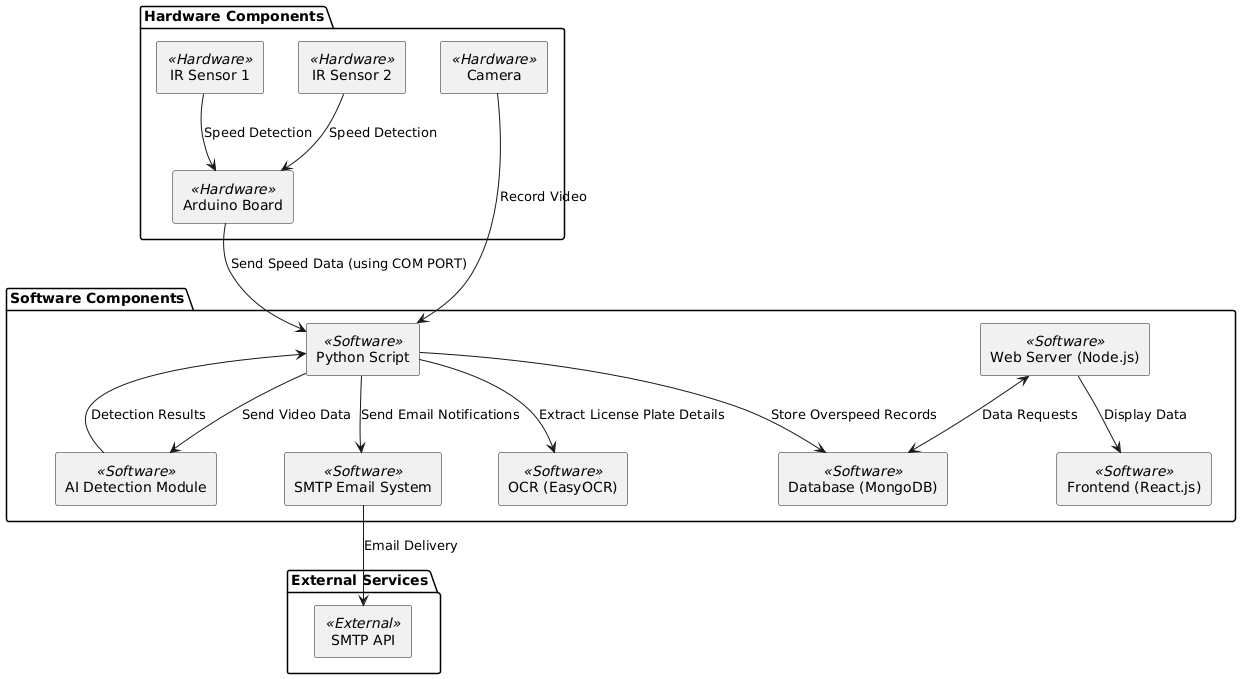 Hardware Components
«Hardware»
IR Sensor 1
«Hardware»
IR Sensor 2
«Hardware»
Camera
Speed Detection
Speed Detection
«Hardware»
Arduino Board
Record Video
Send Speed Data (using COM PORT)
Software Components
«Software»
Python Script
«Software»
Web Server (Node.js)
Detection Results
Send Video Data
Send Email Notifications
Extract License Plate Details
Store Overspeed Records
Data Requests
Display Data
«Software»
AI Detection Module
«Software»
SMTP Email System
«Software»
OCR (EasyOCR)
«Software»
Database (MongoDB)
«Software»
Frontend (React.js)
Email Delivery
External Services
«External»
SMTP API